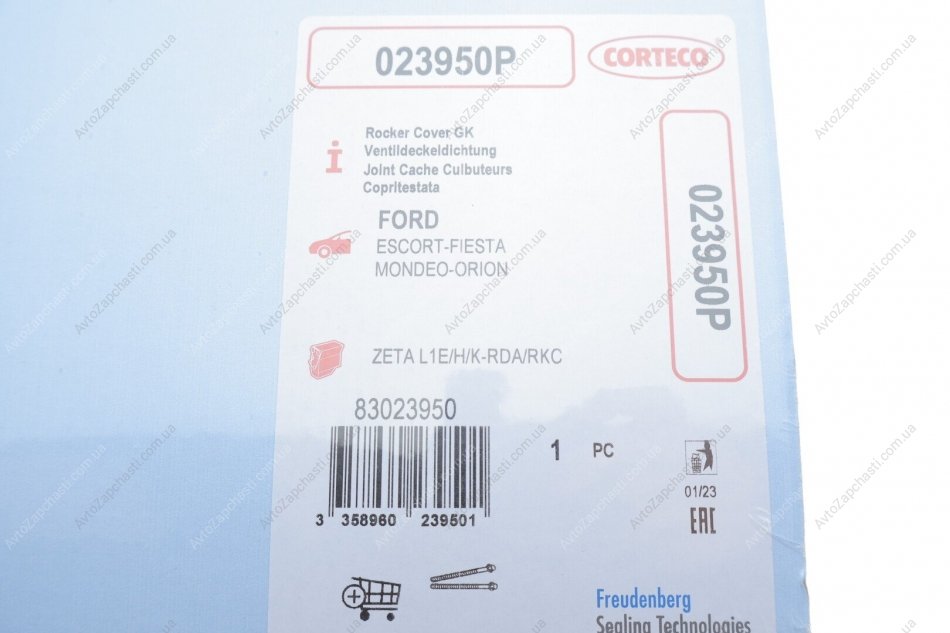 023950P
CORTECO
Rocker Cover GK
Ventildeckeldichtung
Joint Cache Culbuteurs
Copritestata
FORD
ESCORT-FIESTA
MONDEO-ORION
023950P
ZETA L1E/H/K-RDA/RKC
83023950
1 PC
01/23
EAC
3 358960 239501
Freudenberg
Sealing Technologies
AvtoZapchasti.com.ua